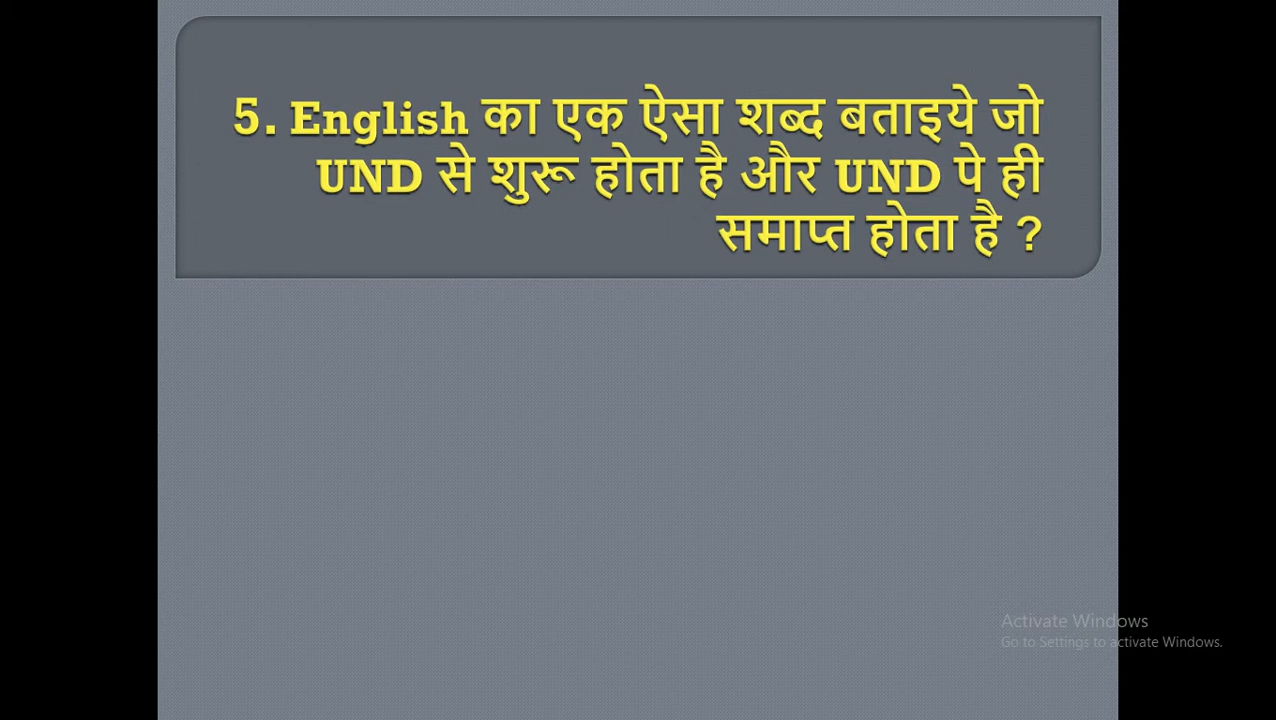 5. English का एक ऐसा शब्द बताइये जो
UND से शुरू होता है और UND पे ही
समाप्त होता है ?
Activate Windows
Go to Settings to activate Windows.